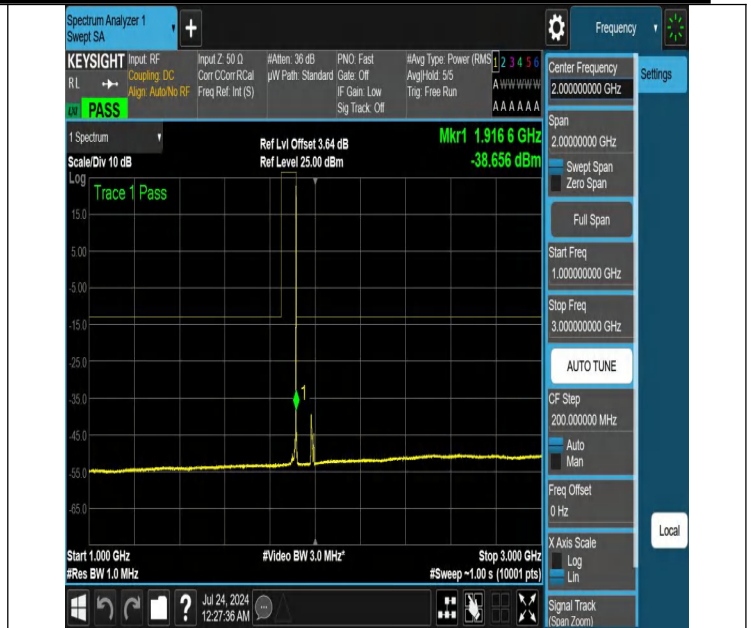 Spectrum Analyzer 1
Swept SA
+
Frequency
KEYSIGHT
RL
PASS
Input: RF
Coupling: DC
Align: Auto/No RF
Input Z: 50 Ω
Corr CCorr RCal
Freq Ref: Int (S)
#Atten: 36 dB
µW Path: Standard
PNO: Fast
Gate: Off
IF Gain: Low
Sig Track: Off
#Avg Type: Power (RMS
Avg|Hold: 5/5
Trig: Free Run
1 2 3 4 5 6
A W W W W W
A A A A A A
1 Spectrum
Scale/Div 10 dB
Ref Lvl Offset 3.64 dB
Ref Level 25.00 dBm
Mkr1 1.916 6 GHz
-38.656 dBm
Log
Trace 1 Pass
15.0
5.00
-5.00
-15.0
-25.0
-35.0
-45.0
-55.0
-65.0
1
Start 1.000 GHz
#Res BW 1.0 MHz
#Video BW 3.0 MHz*
Stop 3.000 GHz
#Sweep ~1.00 s (10001 pts)
Jul 24, 2024
12:27:36 AM
?
Center Frequency
2.000000000 GHz
Settings
Span
2.00000000 GHz
Swept Span
Zero Span
Full Span
Start Freq
1.000000000 GHz
Stop Freq
3.000000000 GHz
AUTO TUNE
CF Step
200.000000 MHz
Auto
Man
Freq Offset
0 Hz
X Axis Scale
Log
Lin
Local
Signal Track
(Span Zoom)